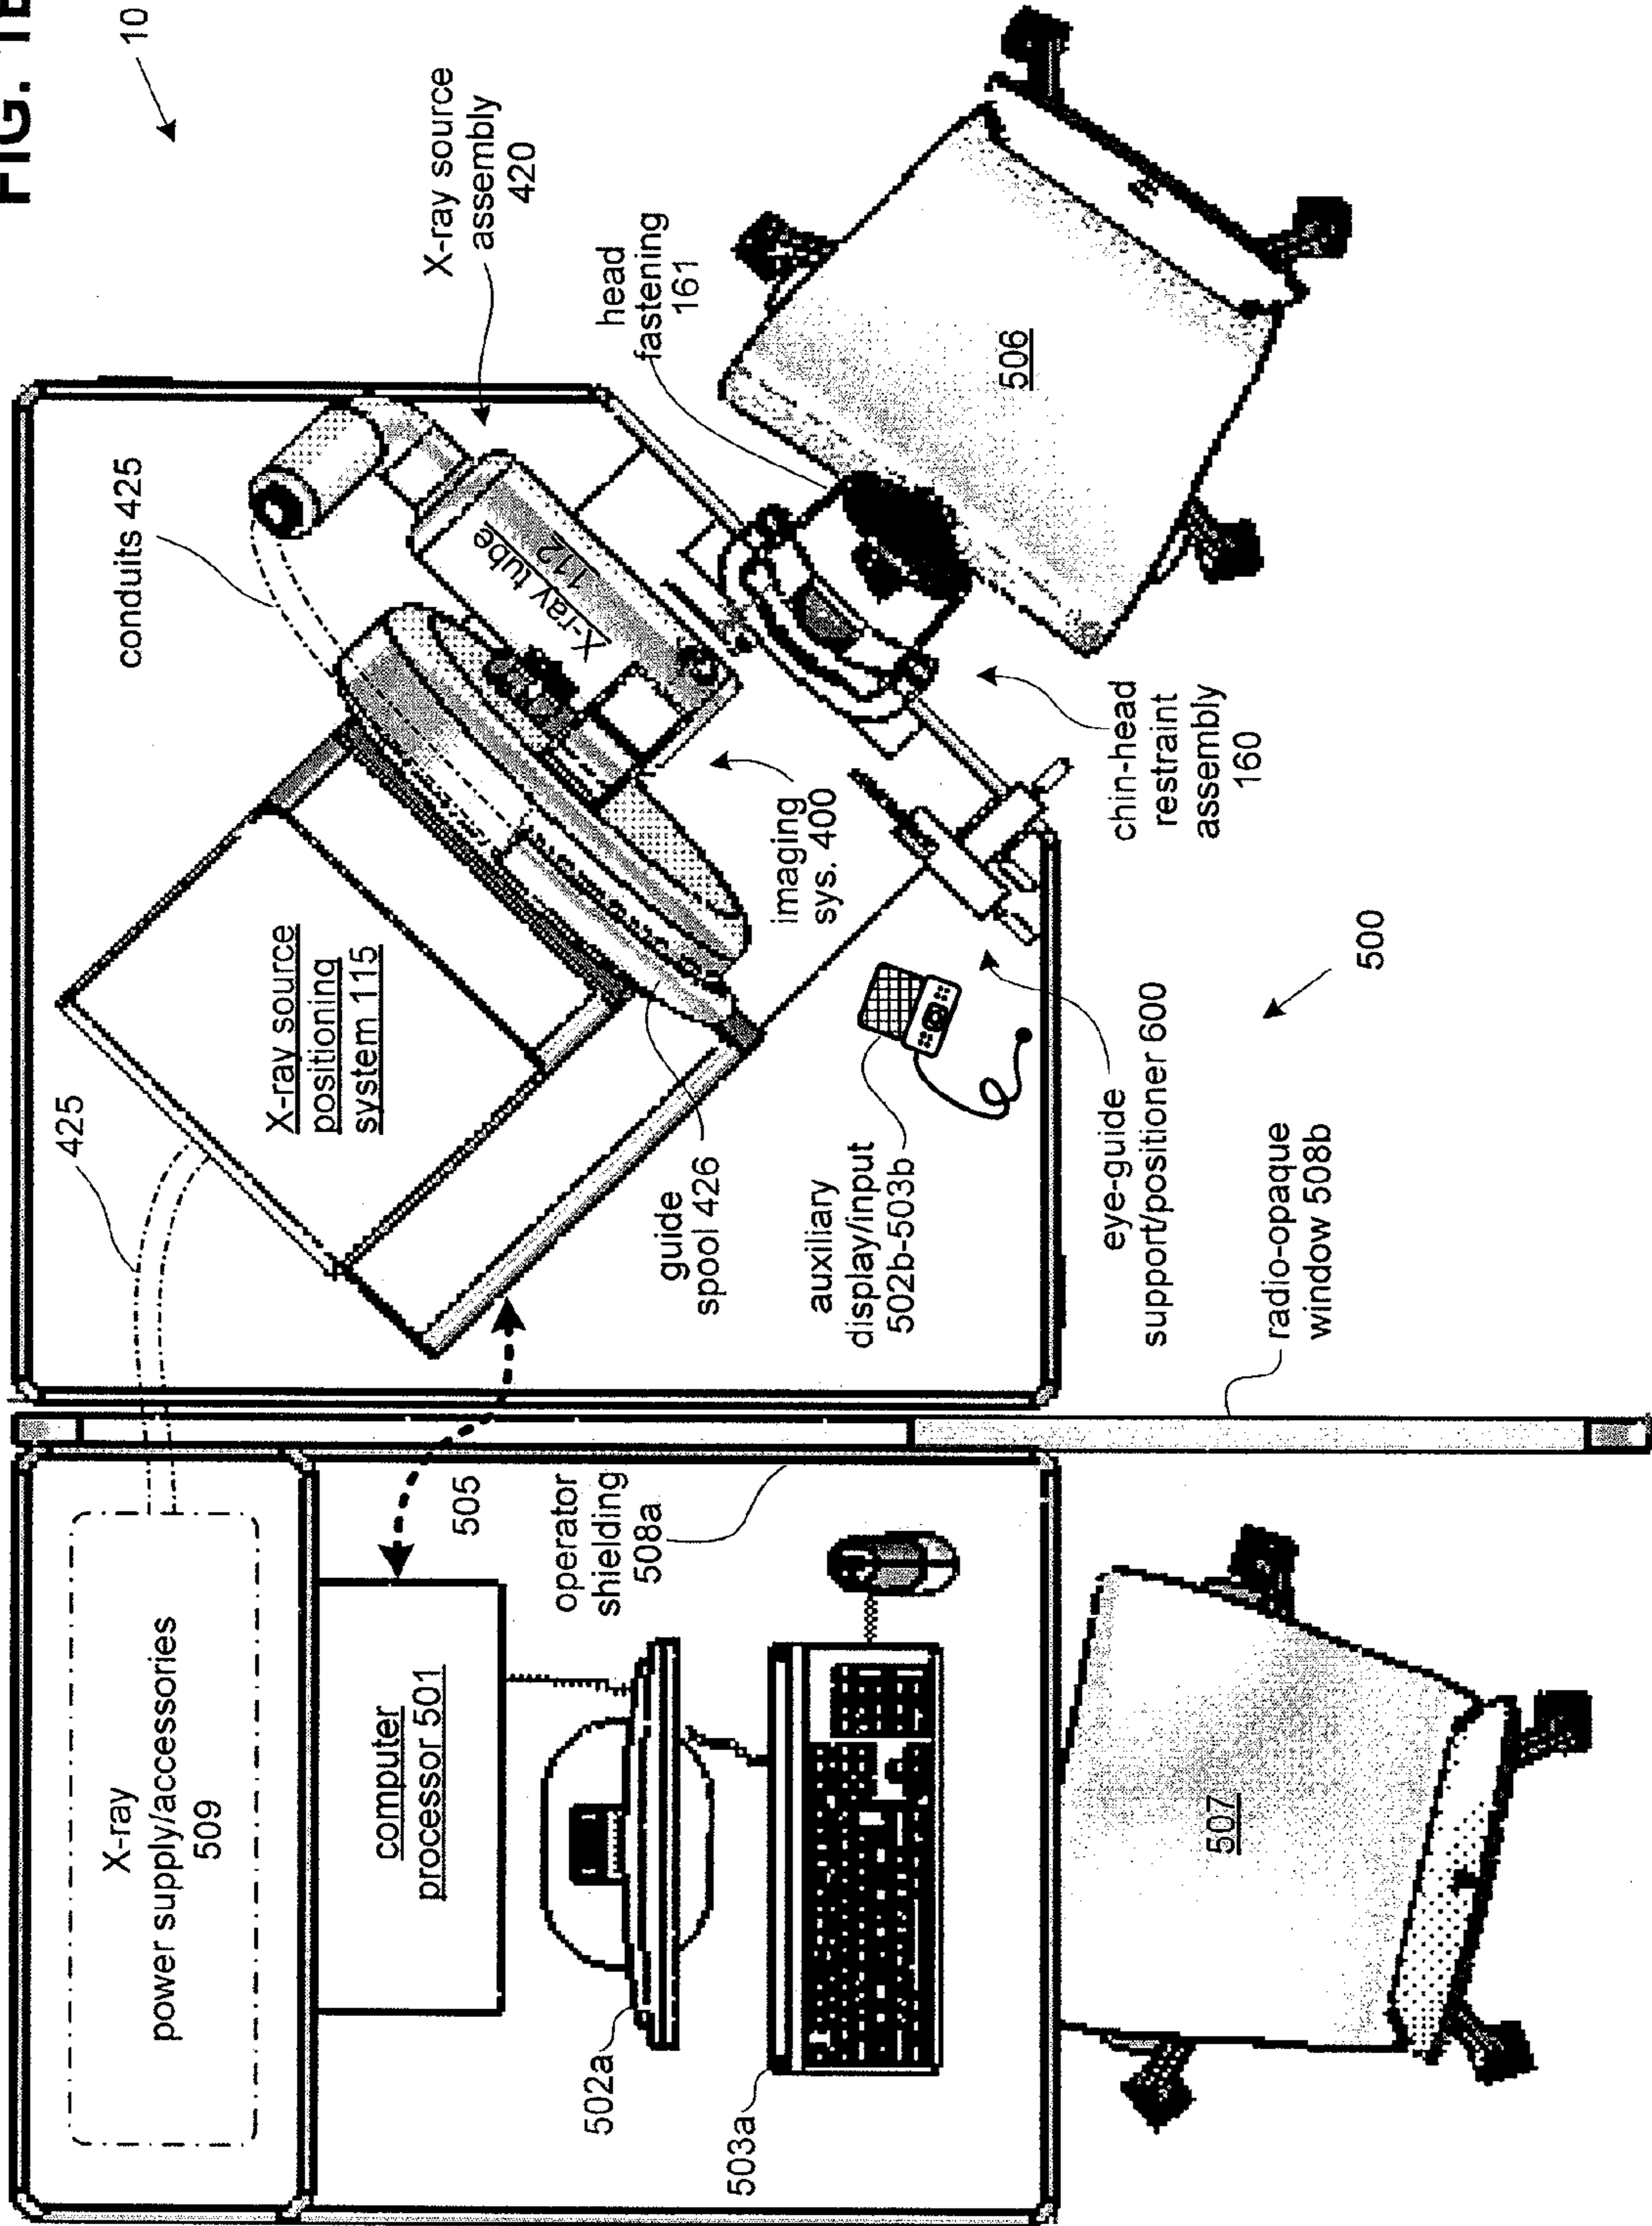 10
X-ray source
assembly
420
head
fastening
161
conduits 425
506
X-ray tube
112
X-ray source
positioning
system 115
chin-head
restraint
assembly
160
imaging
sys. 400
425
500
guide
spool 426
auxiliary
display/input
502b-503b
eye-guide
support/positioner 600
radio-opaque
window 508b
505
operator
shielding
508a
X-ray
power supply/accessories
509
computer
processor 501
502a
503a
507